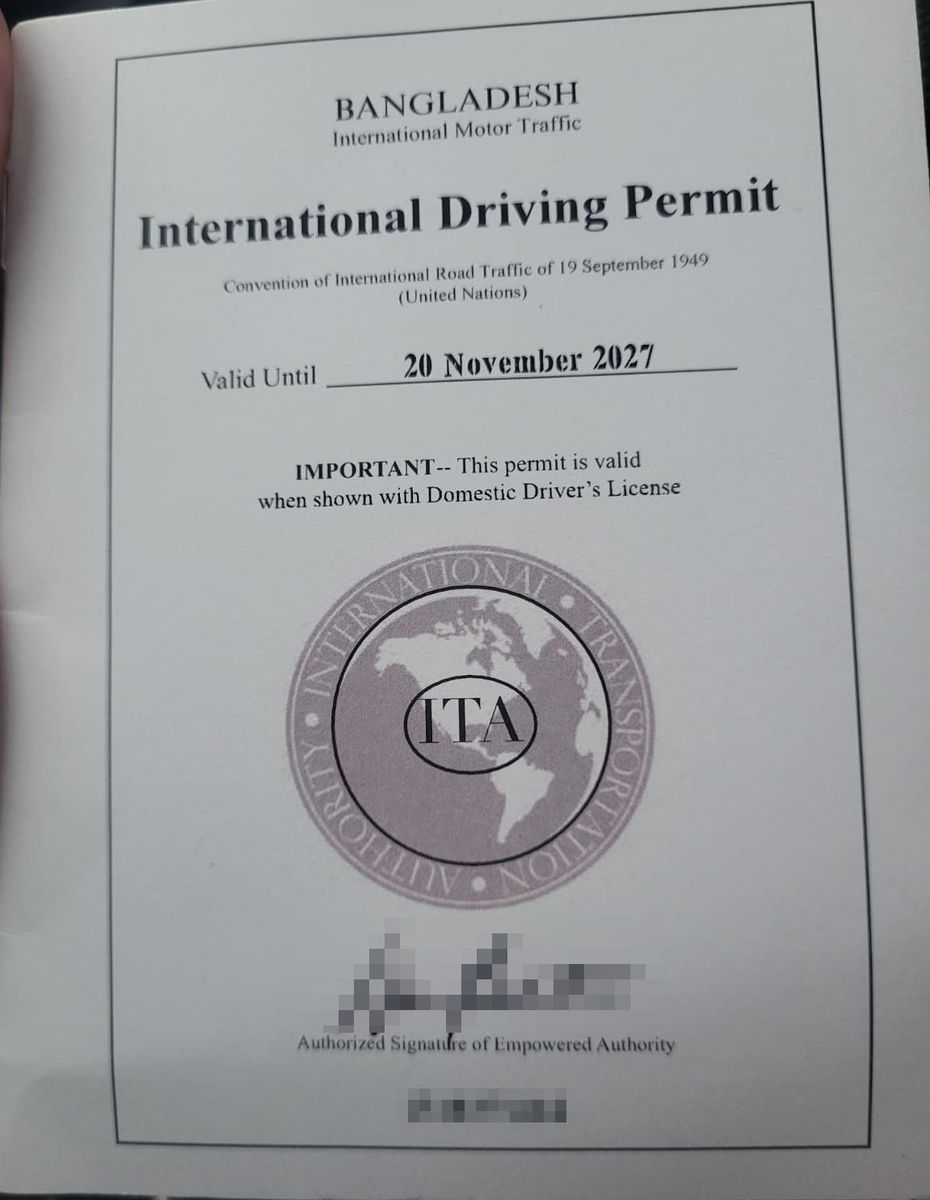 BANGLADESH
International Motor Traffic
International Driving Permit
Convention of International Road Traffic of 19 September 1949
(United Nations)
Valid Until 20 November 2027
IMPORTANT-- This permit is valid
when shown with Domestic Driver's License
INTERNATIONAL • TRANSPORTATION • AUTHORITY •
ITA
Authorized Signature of Empowered Authority